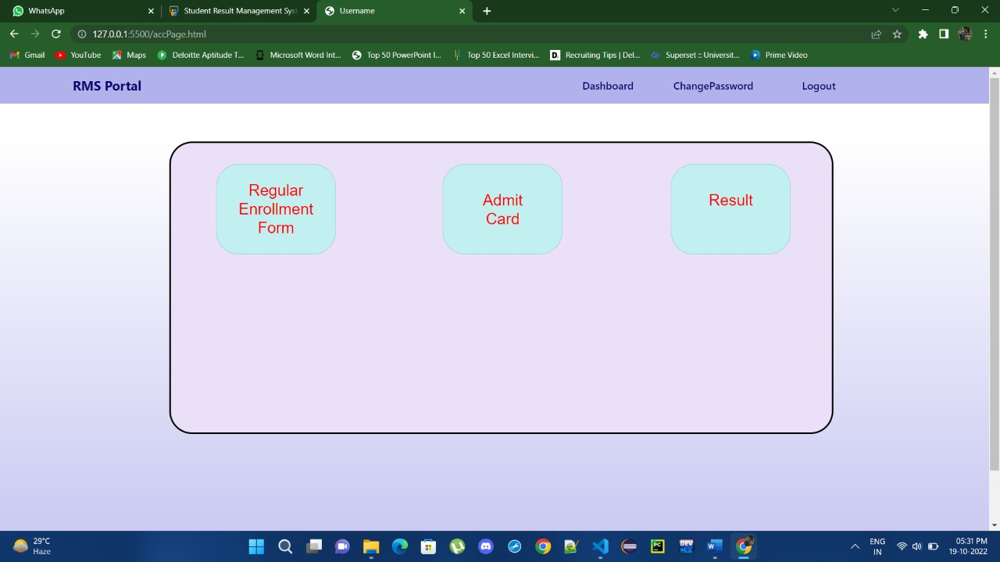 WhatsApp
Student Result Management Syst
Username
127.0.0.1:5500/accPage.html
Gmail
YouTube
Maps
Deloitte Aptitude T...
Microsoft Word Int...
Top 50 PowerPoint I...
Top 50 Excel Intervi...
D.
Recruiting Tips | Del...
Superset :: Universit...
Prime Video
RMS Portal
Dashboard
ChangePassword
Logout
Regular
Enrollment
Form
Admit
Card
Result
29°C
Haze
PC
DEV
W
ENG
IN
05:31 PM
19-10-2022